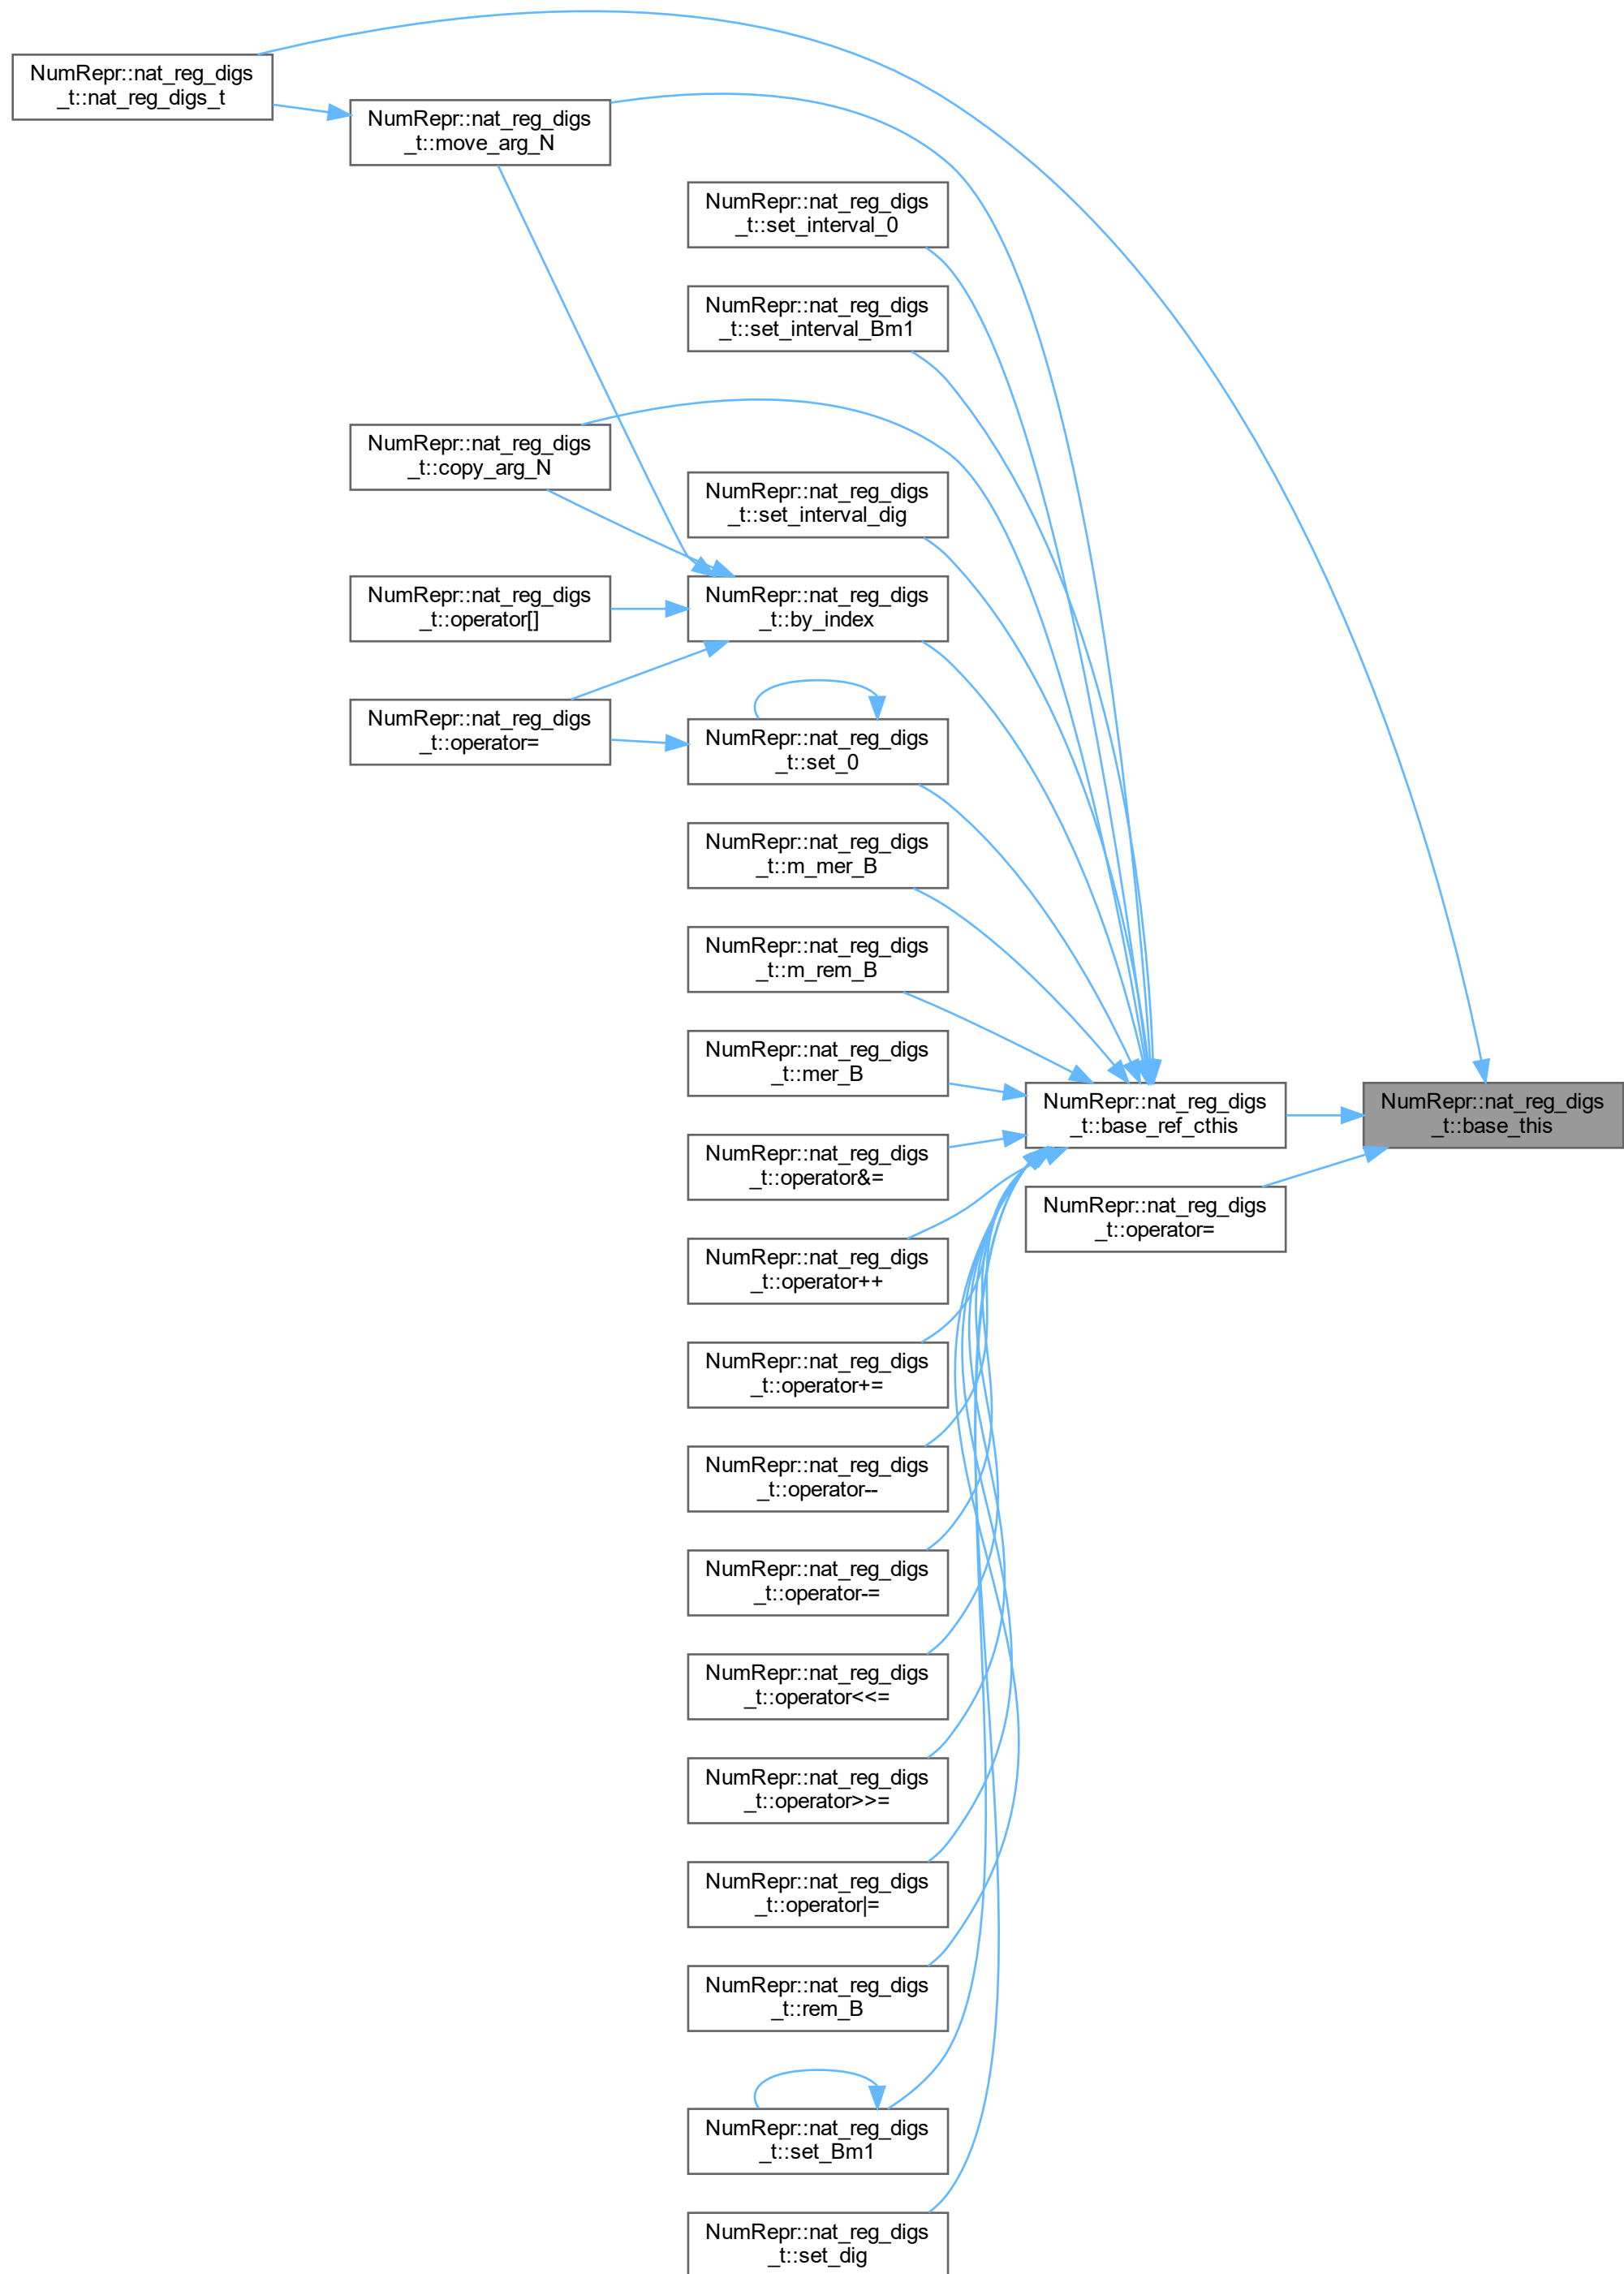 NumRepr::nat_reg_digs
_t::nat_reg_digs_t
NumRepr::nat_reg_digs
_t::move_arg_N
NumRepr::nat_reg_digs
_t::set_interval_0
NumRepr::nat_reg_digs
_t::set_interval_Bm1
NumRepr::nat_reg_digs
_t::copy_arg_N
NumRepr::nat_reg_digs
_t::set_interval_dig
NumRepr::nat_reg_digs
_t::operator[]
NumRepr::nat_reg_digs
_t::by_index
NumRepr::nat_reg_digs
_t::operator=
NumRepr::nat_reg_digs
_t::set_0
NumRepr::nat_reg_digs
_t::m_mer_B
NumRepr::nat_reg_digs
_t::m_rem_B
NumRepr::nat_reg_digs
_t::mer_B
NumRepr::nat_reg_digs
_t::base_ref_cthis
NumRepr::nat_reg_digs
_t::base_this
NumRepr::nat_reg_digs
_t::operator&=
NumRepr::nat_reg_digs
_t::operator=
NumRepr::nat_reg_digs
_t::operator++
NumRepr::nat_reg_digs
_t::operator+=
NumRepr::nat_reg_digs
_t::operator--
NumRepr::nat_reg_digs
_t::operator-=
NumRepr::nat_reg_digs
_t::operator<<=
NumRepr::nat_reg_digs
_t::operator>>=
NumRepr::nat_reg_digs
_t::operator|=
NumRepr::nat_reg_digs
_t::rem_B
NumRepr::nat_reg_digs
_t::set_Bm1
NumRepr::nat_reg_digs
_t::set_dig